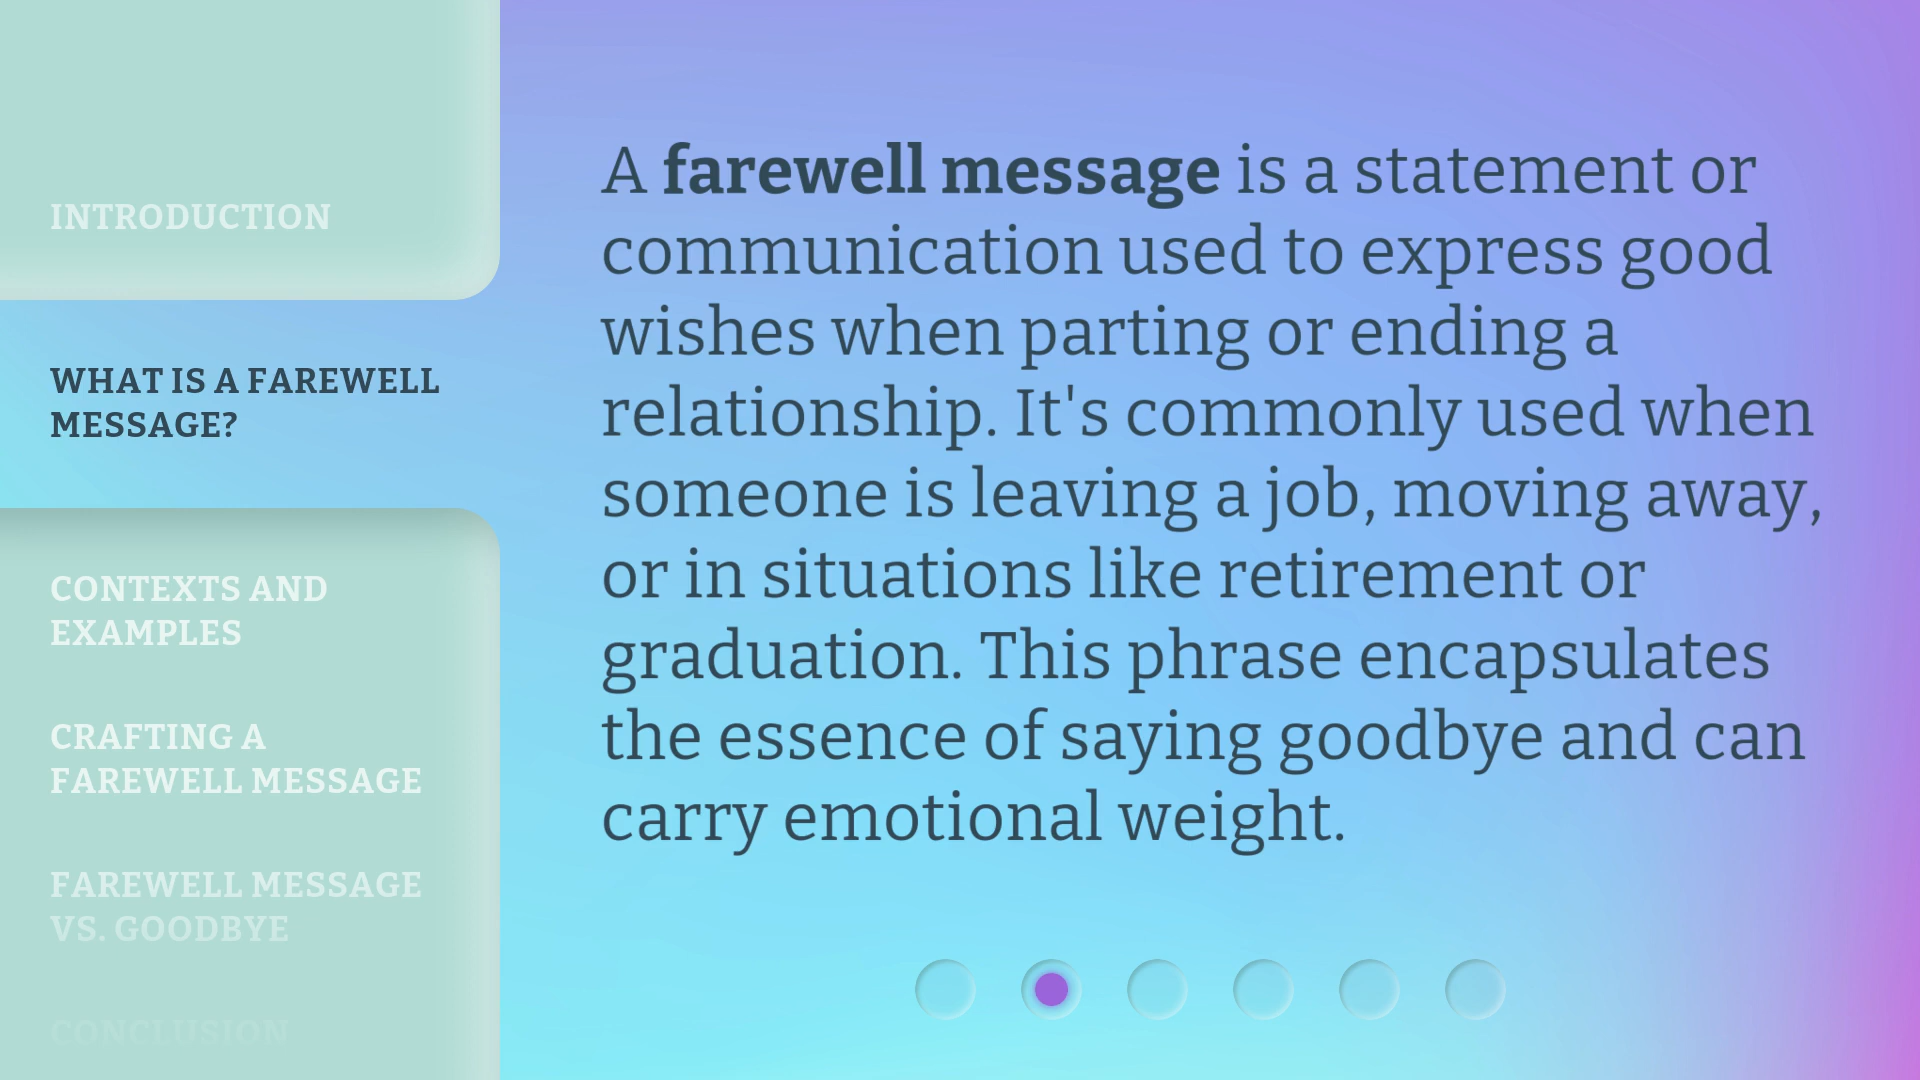 INTRODUCTION
WHAT IS A FAREWELL
MESSAGE?
CONTEXTS AND
EXAMPLES
CRAFTING A
FAREWELL MESSAGE
FAREWELL MESSAGE
VS. GOODBYE
CONCLUSION
A farewell message is a statement or
communication used to express good
wishes when parting or ending a
relationship. It's commonly used when
someone is leaving a job, moving away,
or in situations like retirement or
graduation. This phrase encapsulates
the essence of saying goodbye and can
carry emotional weight.